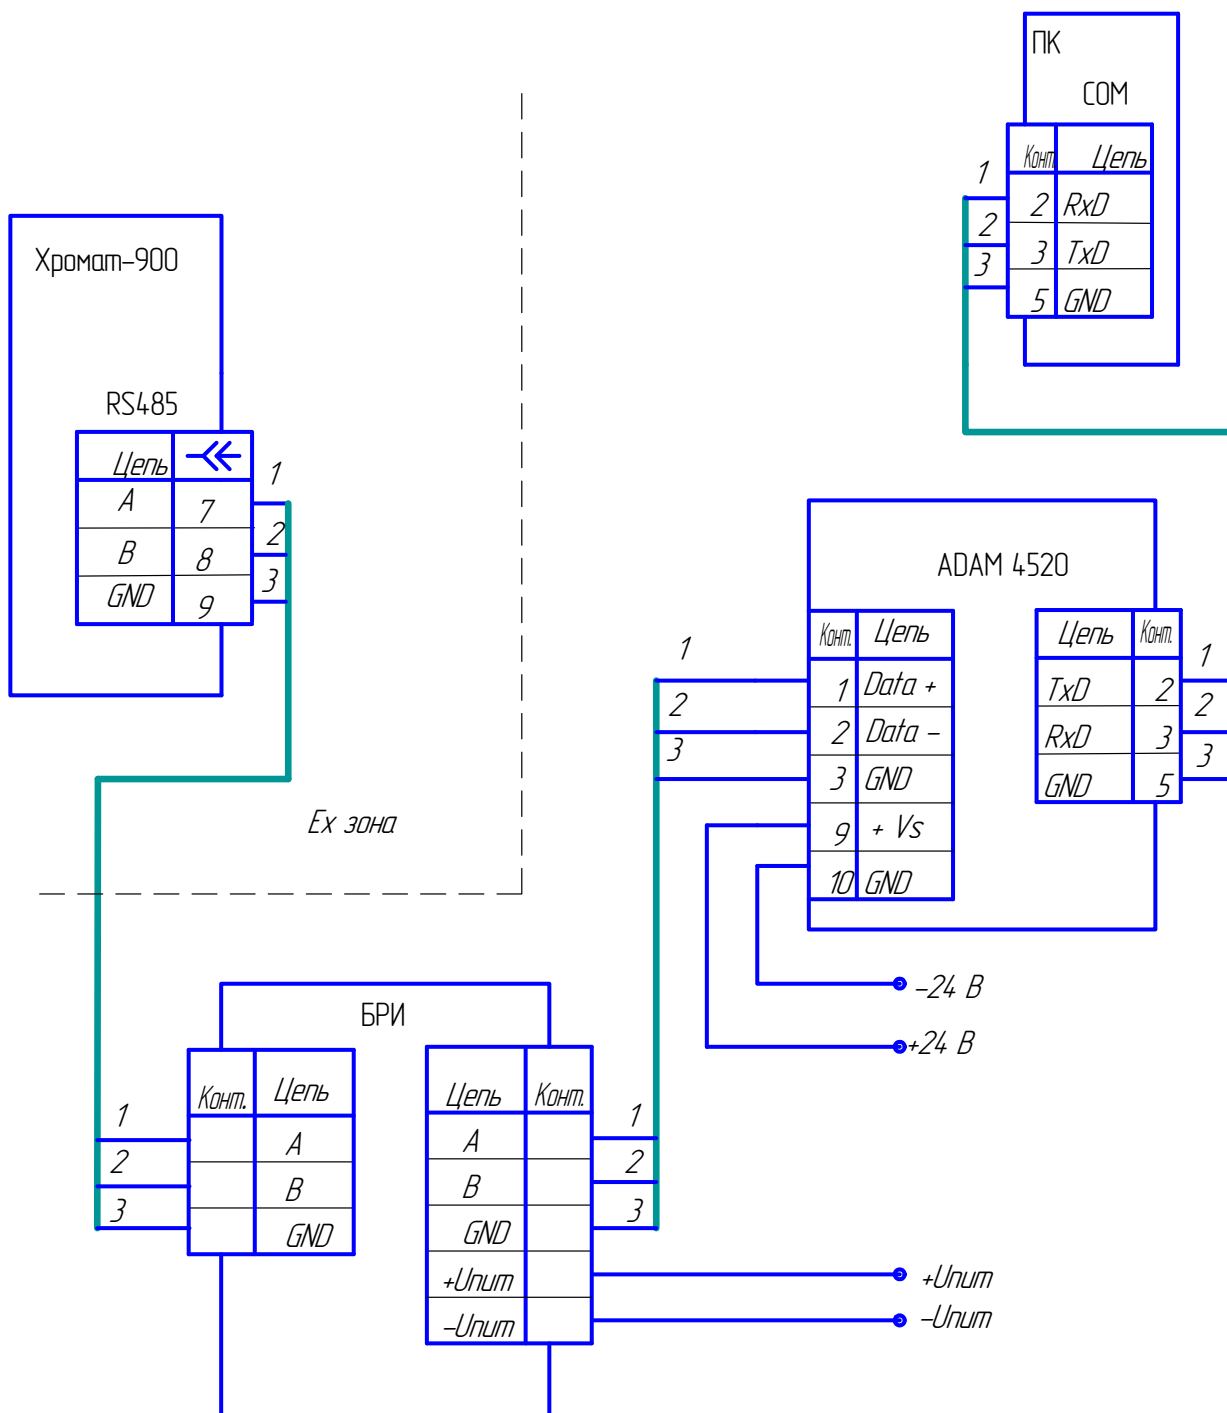 ПК
COM
Конт Цепь
1
2 RxD
2
3 TxD
3
5 GND
Хромат-900
RS485
Цепь
A 7 1
B 8 2
GND 9 3
Ex зона
ADAM 4520
Конт. Цепь
1 1 Data +
2 2 Data -
3 3 GND
9 + Vs
10 GND
Цепь Конт.
TxD 2 1
RxD 3 2
GND 5 3
-24 В
+24 В
БРИ
Конт. Цепь
1 A
2 B
3 GND
Цепь Конт.
A 1
B 2
GND 3
+Uпит
-Uпит
+Uпит
-Uпит